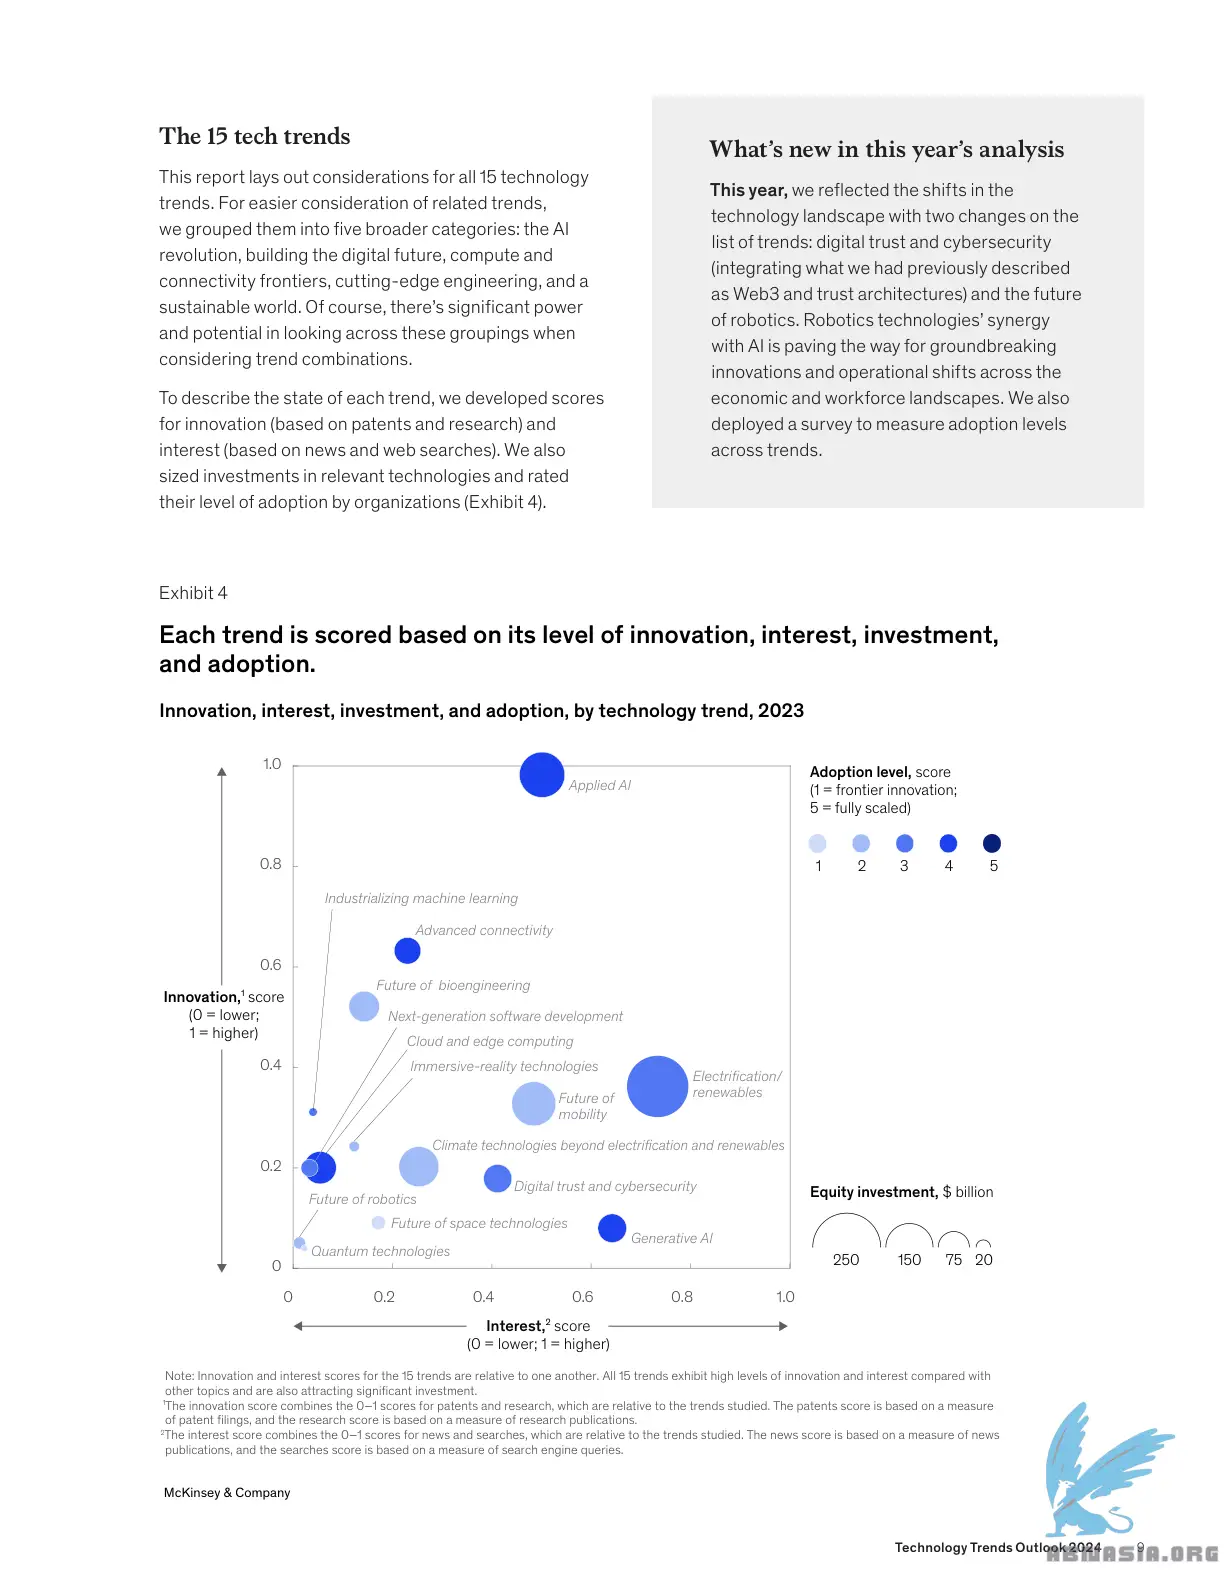 The 15 tech trends
This report lays out considerations for all 15 technology
trends. For easier consideration of related trends,
we grouped them into five broader categories: the AI
revolution, building the digital future, compute and
connectivity frontiers, cutting-edge engineering, and a
sustainable world. Of course, there's significant power
and potential in looking across these groupings when
considering trend combinations.
To describe the state of each trend, we developed scores
for innovation (based on patents and research) and
interest (based on news and web searches). We also
sized investments in relevant technologies and rated
their level of adoption by organizations (Exhibit 4).
What's new in this year's analysis
This year, we reflected the shifts in the
technology landscape with two changes on the
list of trends: digital trust and cybersecurity
(integrating what we had previously described
as Web3 and trust architectures) and the future
of robotics. Robotics technologies' synergy
with AI is paving the way for groundbreaking
innovations and operational shifts across the
economic and workforce landscapes. We also
deployed a survey to measure adoption levels
across trends.
Exhibit 4
Each trend is scored based on its level of innovation, interest, investment,
and adoption.
Innovation, interest, investment, and adoption, by technology trend, 2023
1.0
0.8
0.6
0.4
0.2
0
Innovation,¹ score
(0 = lower;
1 = higher)
Applied AI
Industrializing machine learning
Advanced connectivity
Future of bioengineering
Next-generation software development
Cloud and edge computing
Immersive-reality technologies
Electrification/
renewables
Future of
mobility
Climate technologies beyond electrification and renewables
Digital trust and cybersecurity
Future of robotics
Future of space technologies
Generative AI
Quantum technologies
0 0.2 0.4 0.6 0.8 1.0
Interest,² score
(0 = lower; 1 = higher)
Adoption level, score
(1 = frontier innovation;
5 = fully scaled)
1 2 3 4 5
Equity investment, $ billion
250 150 75 20
Note: Innovation and interest scores for the 15 trends are relative to one another. All 15 trends exhibit high levels of innovation and interest compared with
other topics and are also attracting significant investment.
¹The innovation score combines the 0–1 scores for patents and research, which are relative to the trends studied. The patents score is based on a measure
of patent filings, and the research score is based on a measure of research publications.
²The interest score combines the 0–1 scores for news and searches, which are relative to the trends studied. The news score is based on a measure of news
publications, and the searches score is based on a measure of search engine queries.
McKinsey & Company
Technology Trends Outlook 2024 9
ABNASIA.ORG